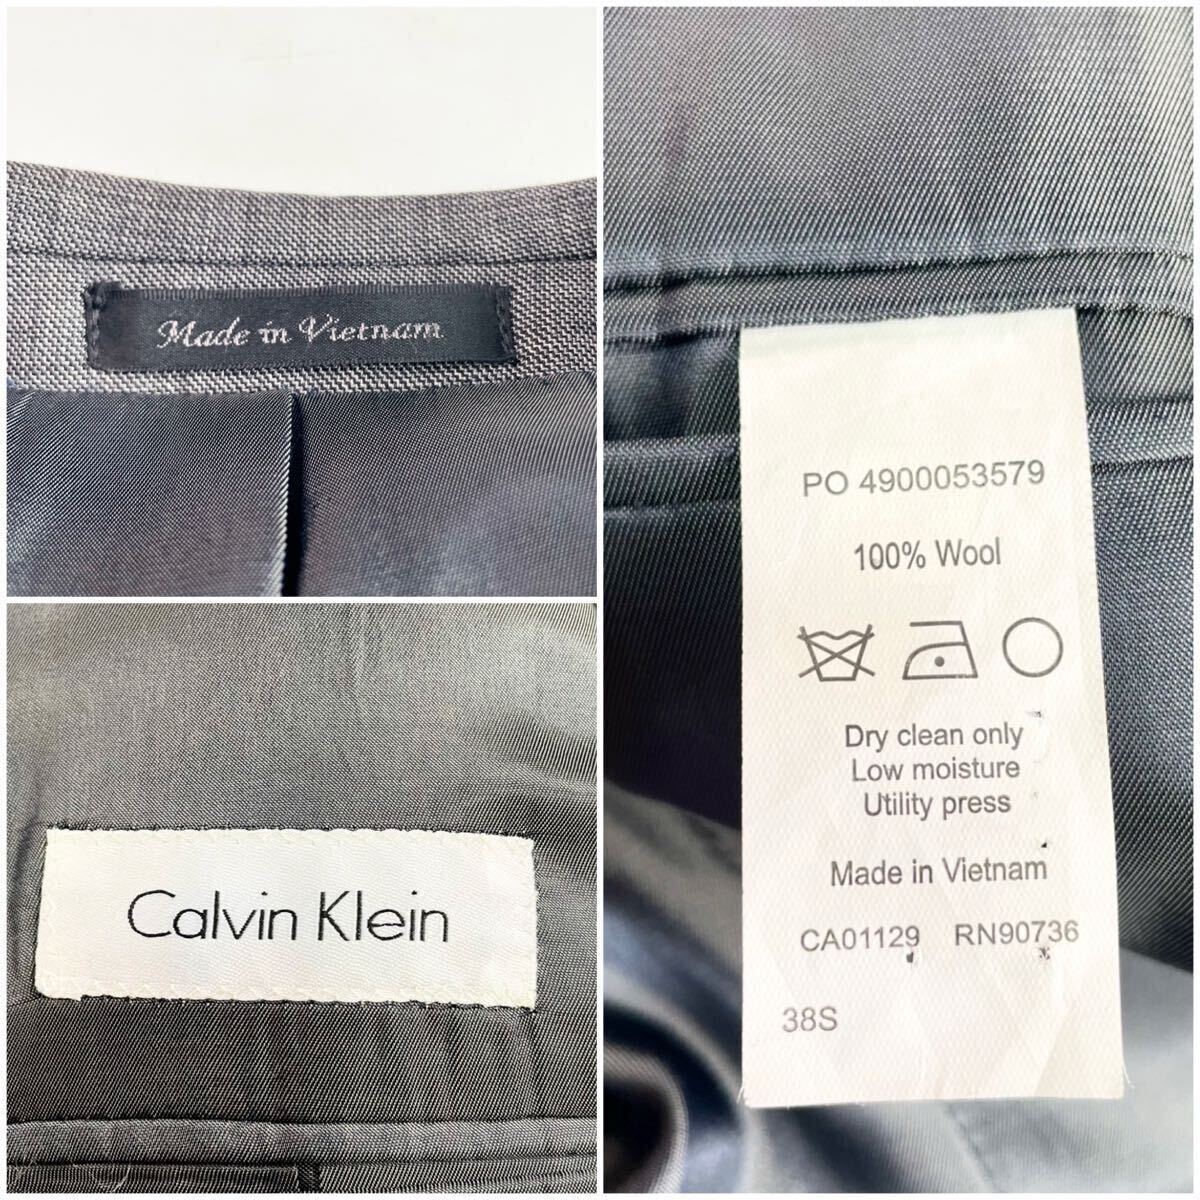 Made in Vietnam
Calvin Klein
PO 4900053579
100% Wool
Dry clean only
Low moisture
Utility press
Made in Vietnam
CA01129 RN90736
38S